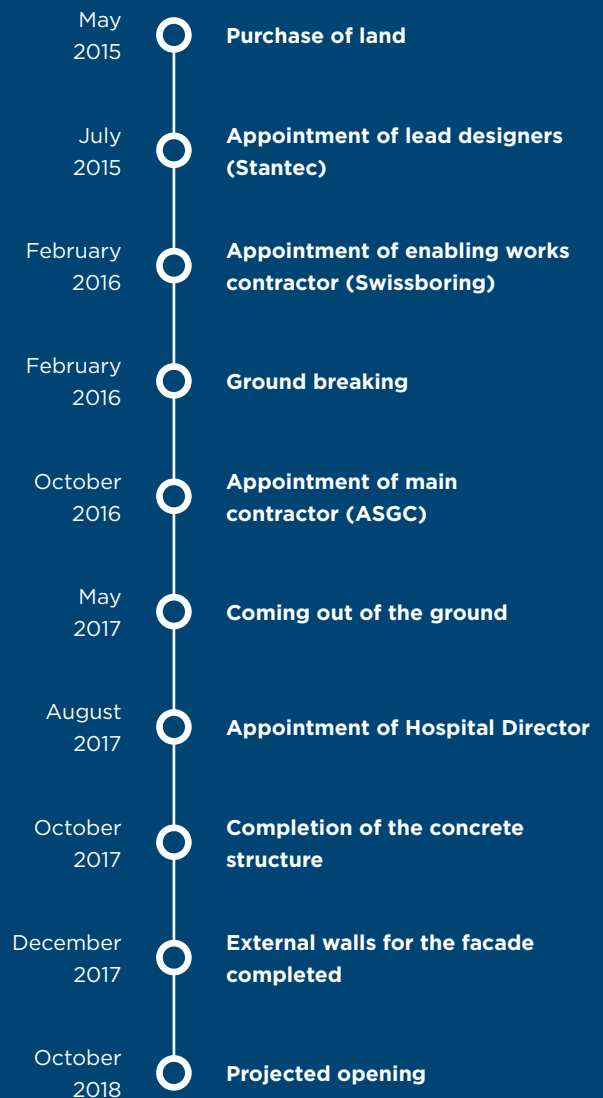 May
2015
Purchase of land
July
2015
Appointment of lead designers
(Stantec)
February
2016
Appointment of enabling works
contractor (Swissboring)
February
2016
Ground breaking
October
2016
Appointment of main
contractor (ASGC)
May
2017
Coming out of the ground
August
2017
Appointment of Hospital Director
October
2017
Completion of the concrete
structure
December
2017
External walls for the facade
completed
October
2018
Projected opening